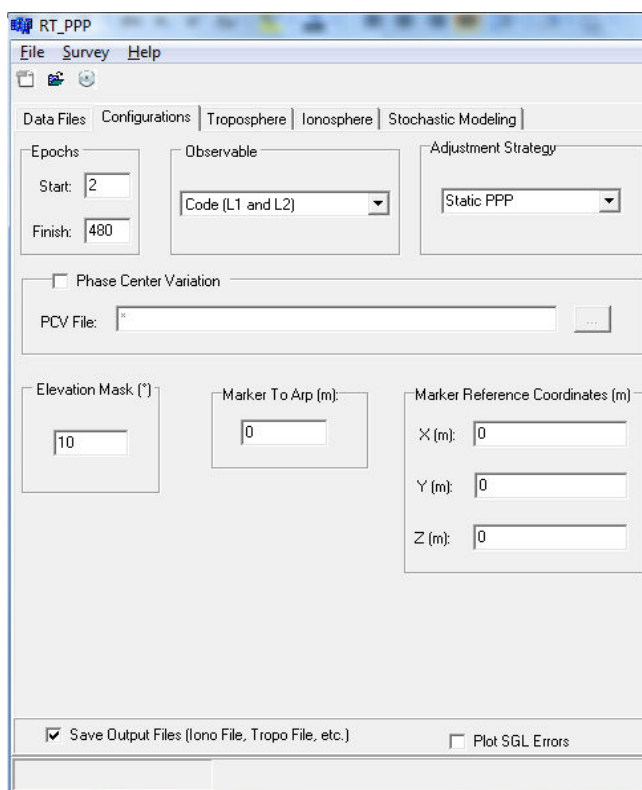 RT_PPP
File Survey Help
Data Files Configurations Troposphere Ionosphere Stochastic Modeling
Epochs
Start: 2
Finish: 480
Observable
Code (L1 and L2)
Adjustment Strategy
Static PPP
Phase Center Variation
PCV File: *
...
Elevation Mask (°)
10
Marker To Arp (m):
0
Marker Reference Coordinates (m)
X (m): 0
Y (m): 0
Z (m): 0
Save Output Files (Iono File, Tropo File, etc.)
Plot SGL Errors